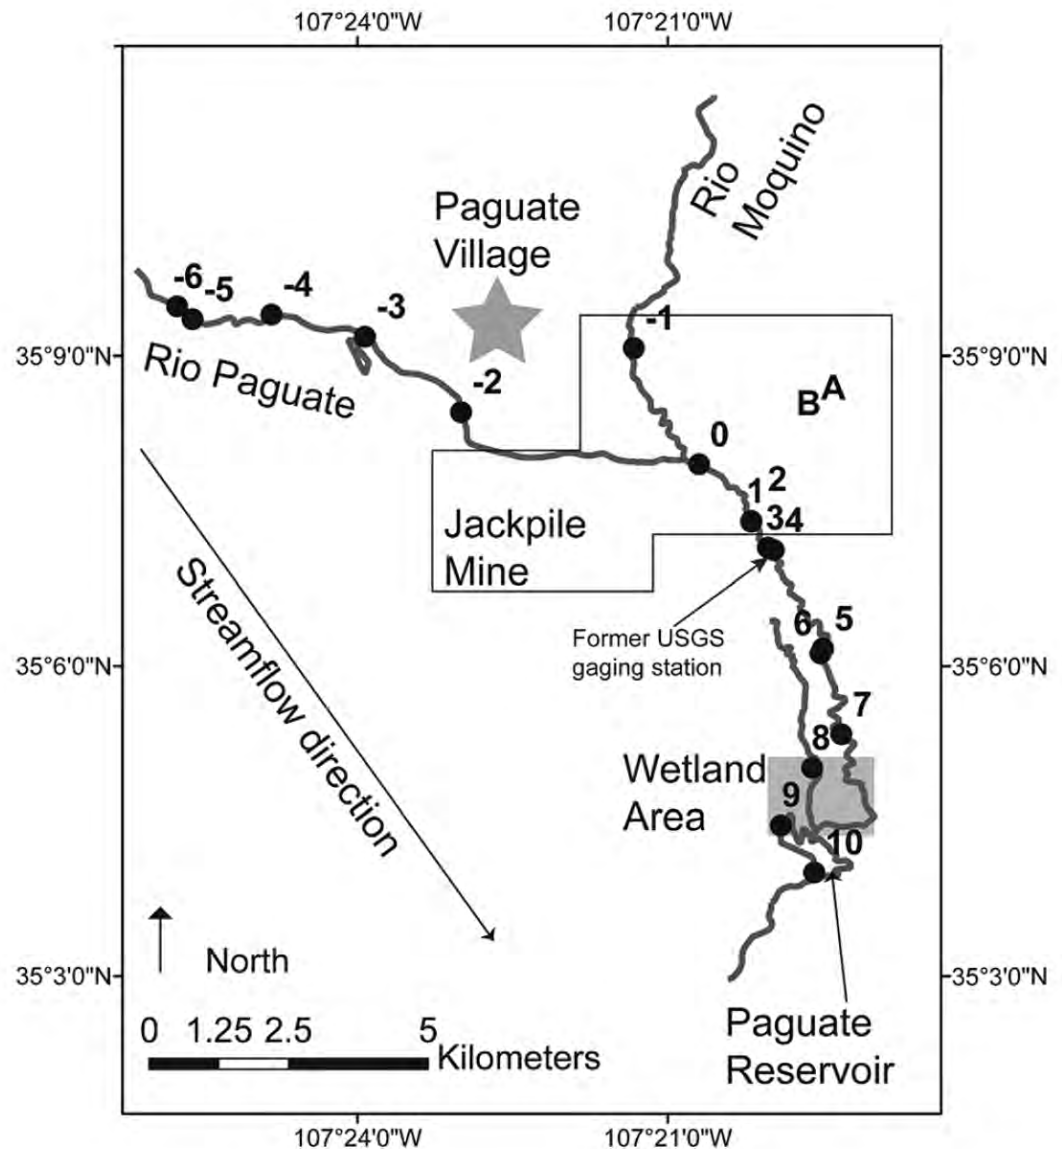 107°24'0"W 107°21'0"W
Rio
Moquino
Paguate
Village
-6
-5
-4
-3
-1
35°9'0"N 35°9'0"N
Rio Paguate
-2
B A
0
1 2
Jackpile
Mine
3 4
Streamflow direction
Former USGS
gaging station
6 5
35°6'0"N 35°6'0"N
7
8
Wetland
Area
9
10
North
35°3'0"N 35°3'0"N
Paguate
Reservoir
0 1.25 2.5 5
Kilometers
107°24'0"W 107°21'0"W